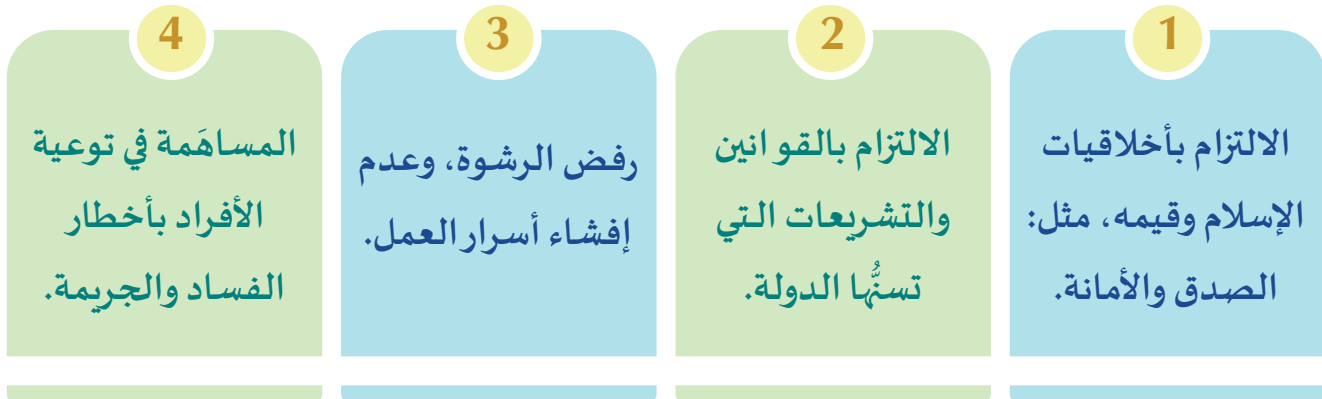 1
الالتزام بأخلاقيات
الإسلام وقيمه، مثل:
الصدق والأمانة.
2
الالتزام بالقوانين
والتشريعات التي
تسنُّها الدولة.
3
رفض الرشوة، وعدم
إفشاء أسرار العمل.
4
المساهَمة في توعية
الأفراد بأخطار
الفساد والجريمة.